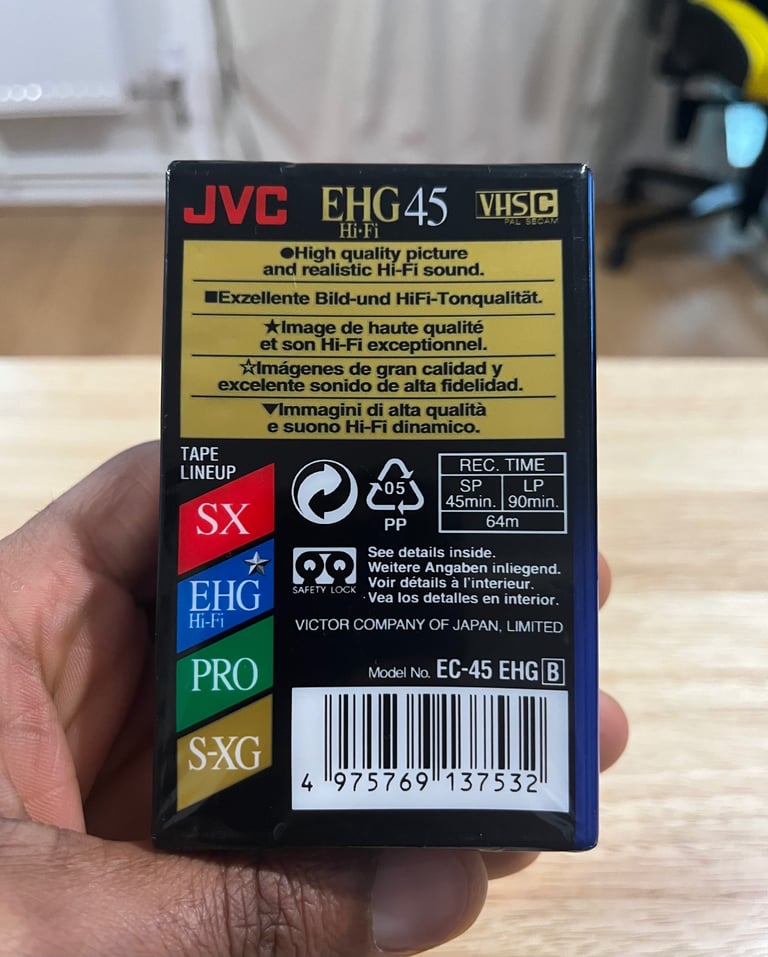 JVC EHG 45 VHSC
Hi-Fi PAL SECAM
●High quality picture
and realistic Hi-Fi sound.
■Exzellente Bild-und HiFi-Tonqualität.
★Image de haute qualité
et son Hi-Fi exceptionnel.
☆Imágenes de gran calidad y
excelente sonido de alta fidelidad.
▼Immagini di alta qualità
e suono Hi-Fi dinamico.
TAPE
LINEUP
SX
EHG
Hi-Fi
PRO
S-XG
05
PP
REC. TIME
SP LP
45min. 90min.
64m
SAFETY LOCK
See details inside.
Weitere Angaben inliegend.
Voir détails à l'interieur.
Vea los detalles en interior.
VICTOR COMPANY OF JAPAN, LIMITED
Model No. EC-45 EHG B
4 975769 137532